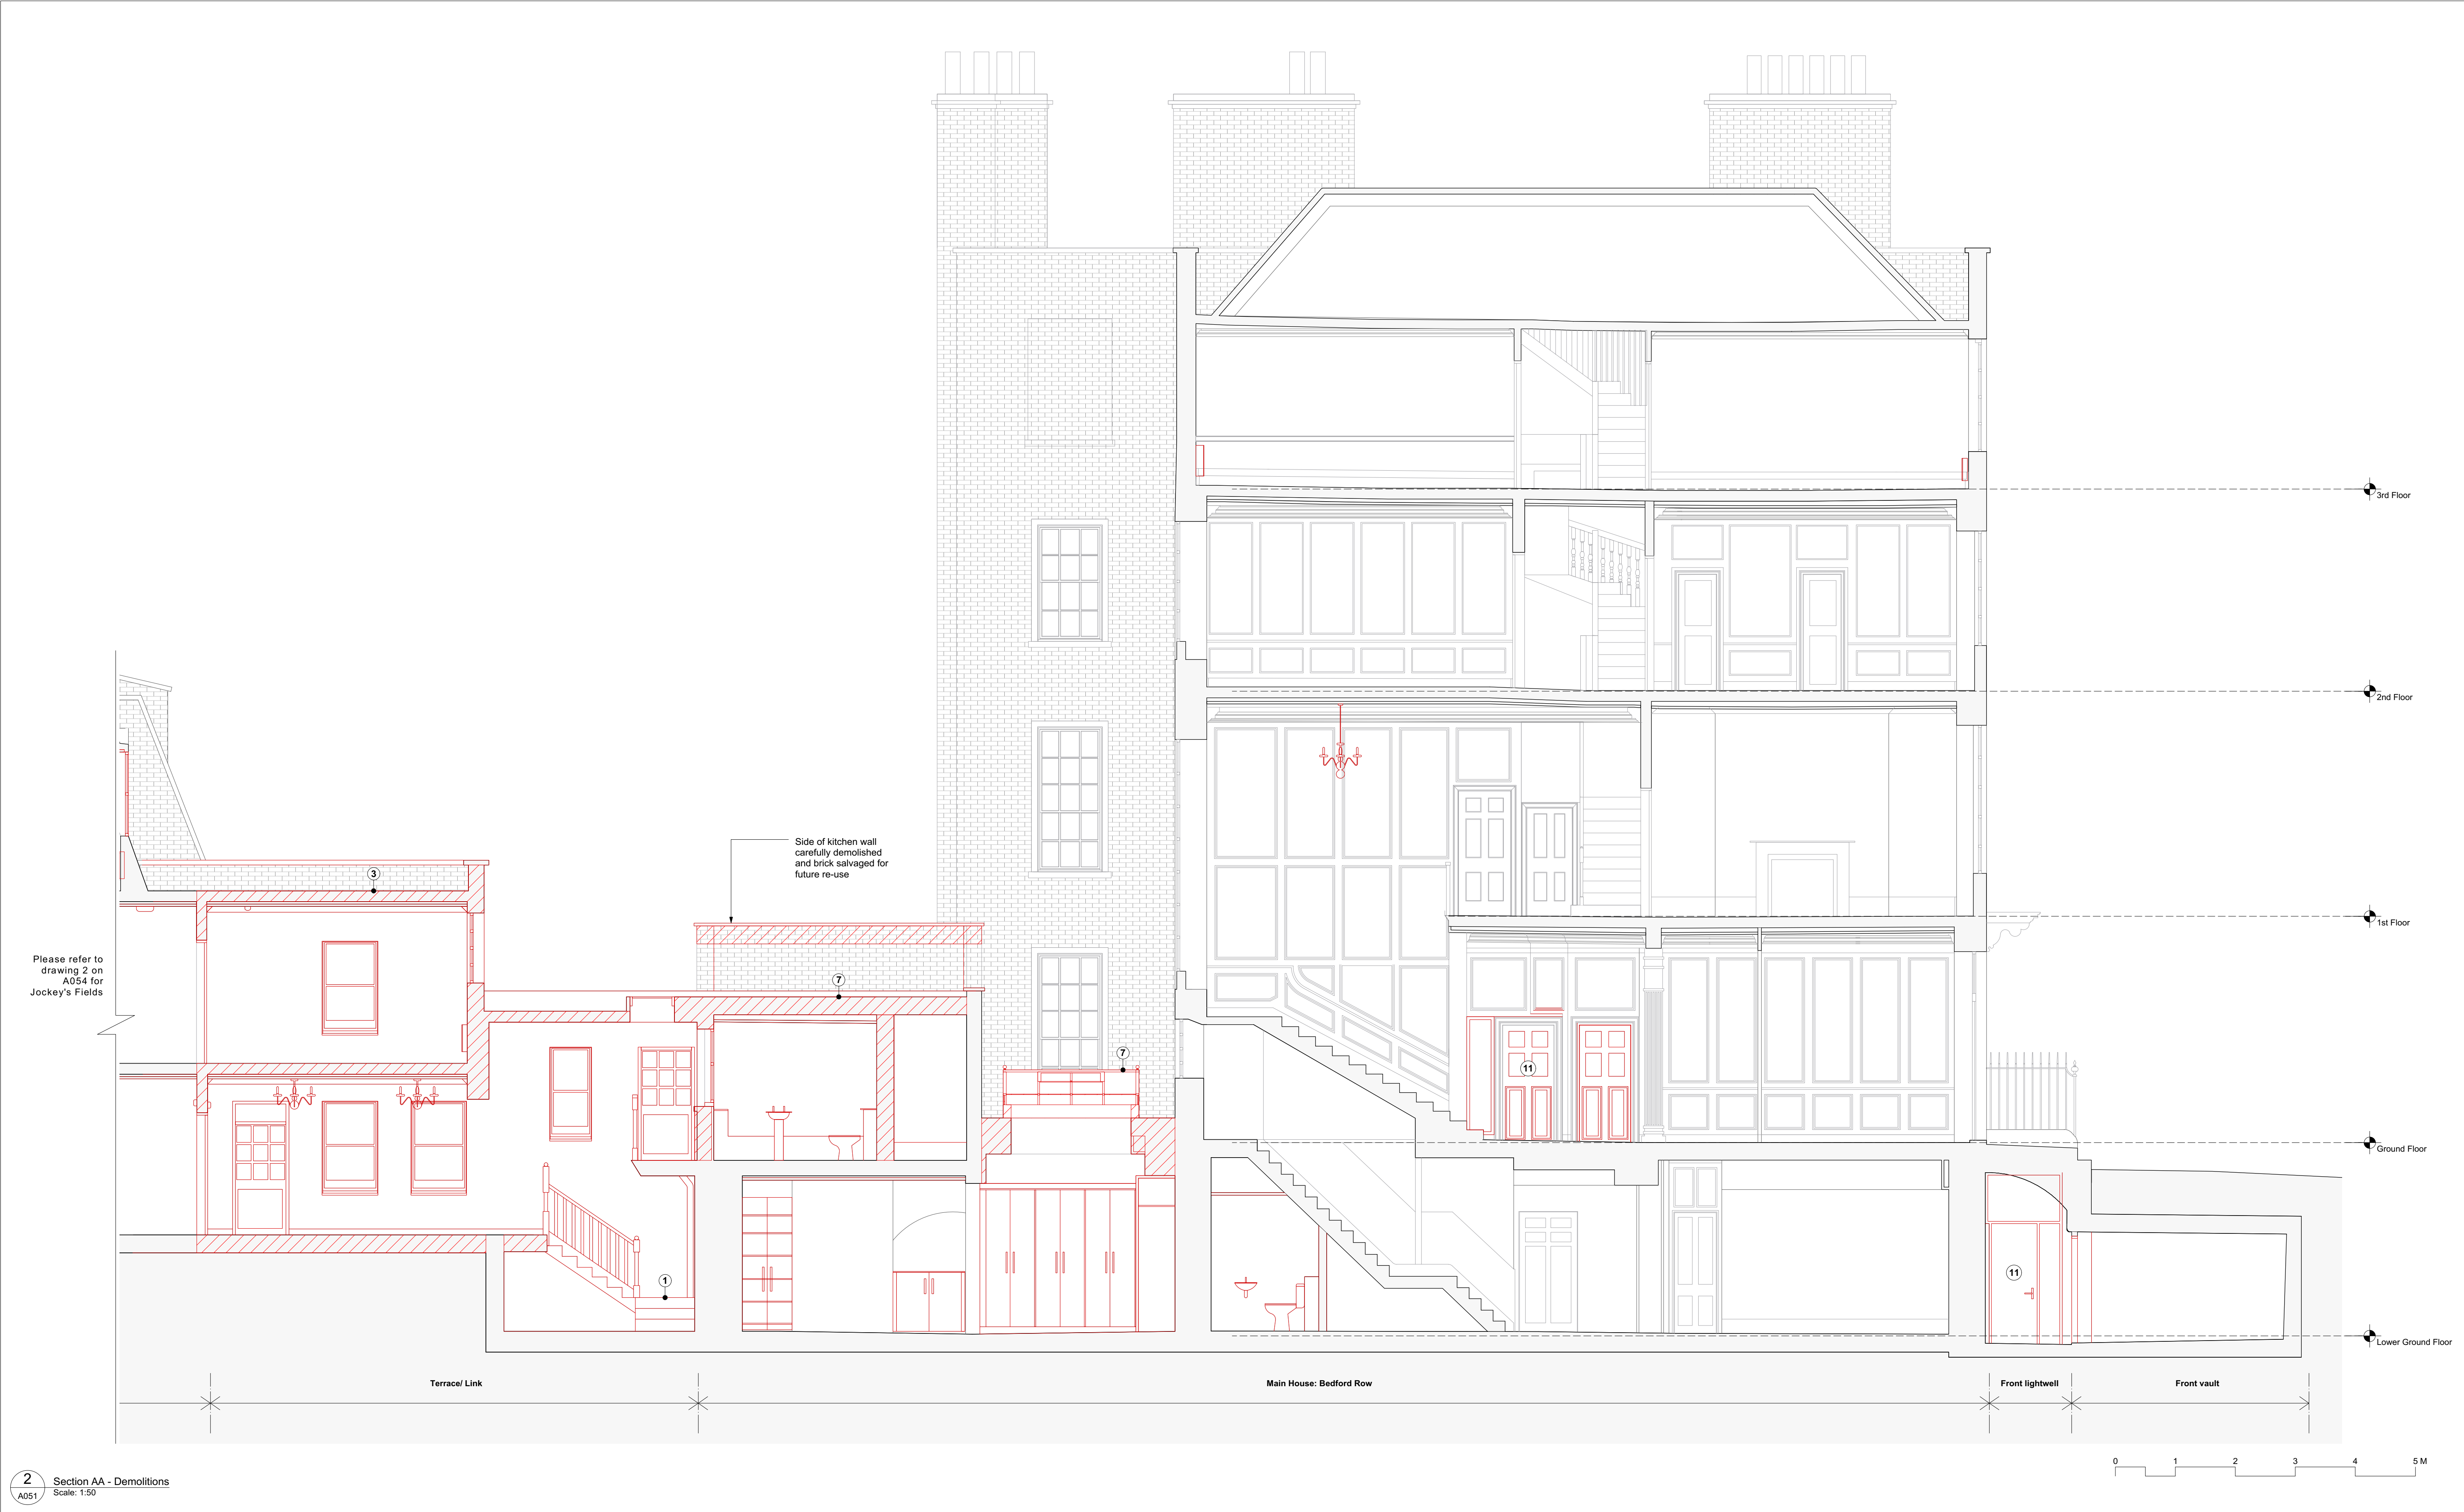 3rd Floor
2nd Floor
3
Side of kitchen wall
carefully demolished
and brick salvaged for
future re-use
1st Floor
Please refer to
drawing 2 on
A054 for
Jockey's Fields
7
7
11
Ground Floor
11
1
Lower Ground Floor
Terrace/ Link
Main House: Bedford Row
Front lightwell
Front vault
0 1 2 3 4 5 M
2
A051
Section AA - Demolitions
Scale: 1:50